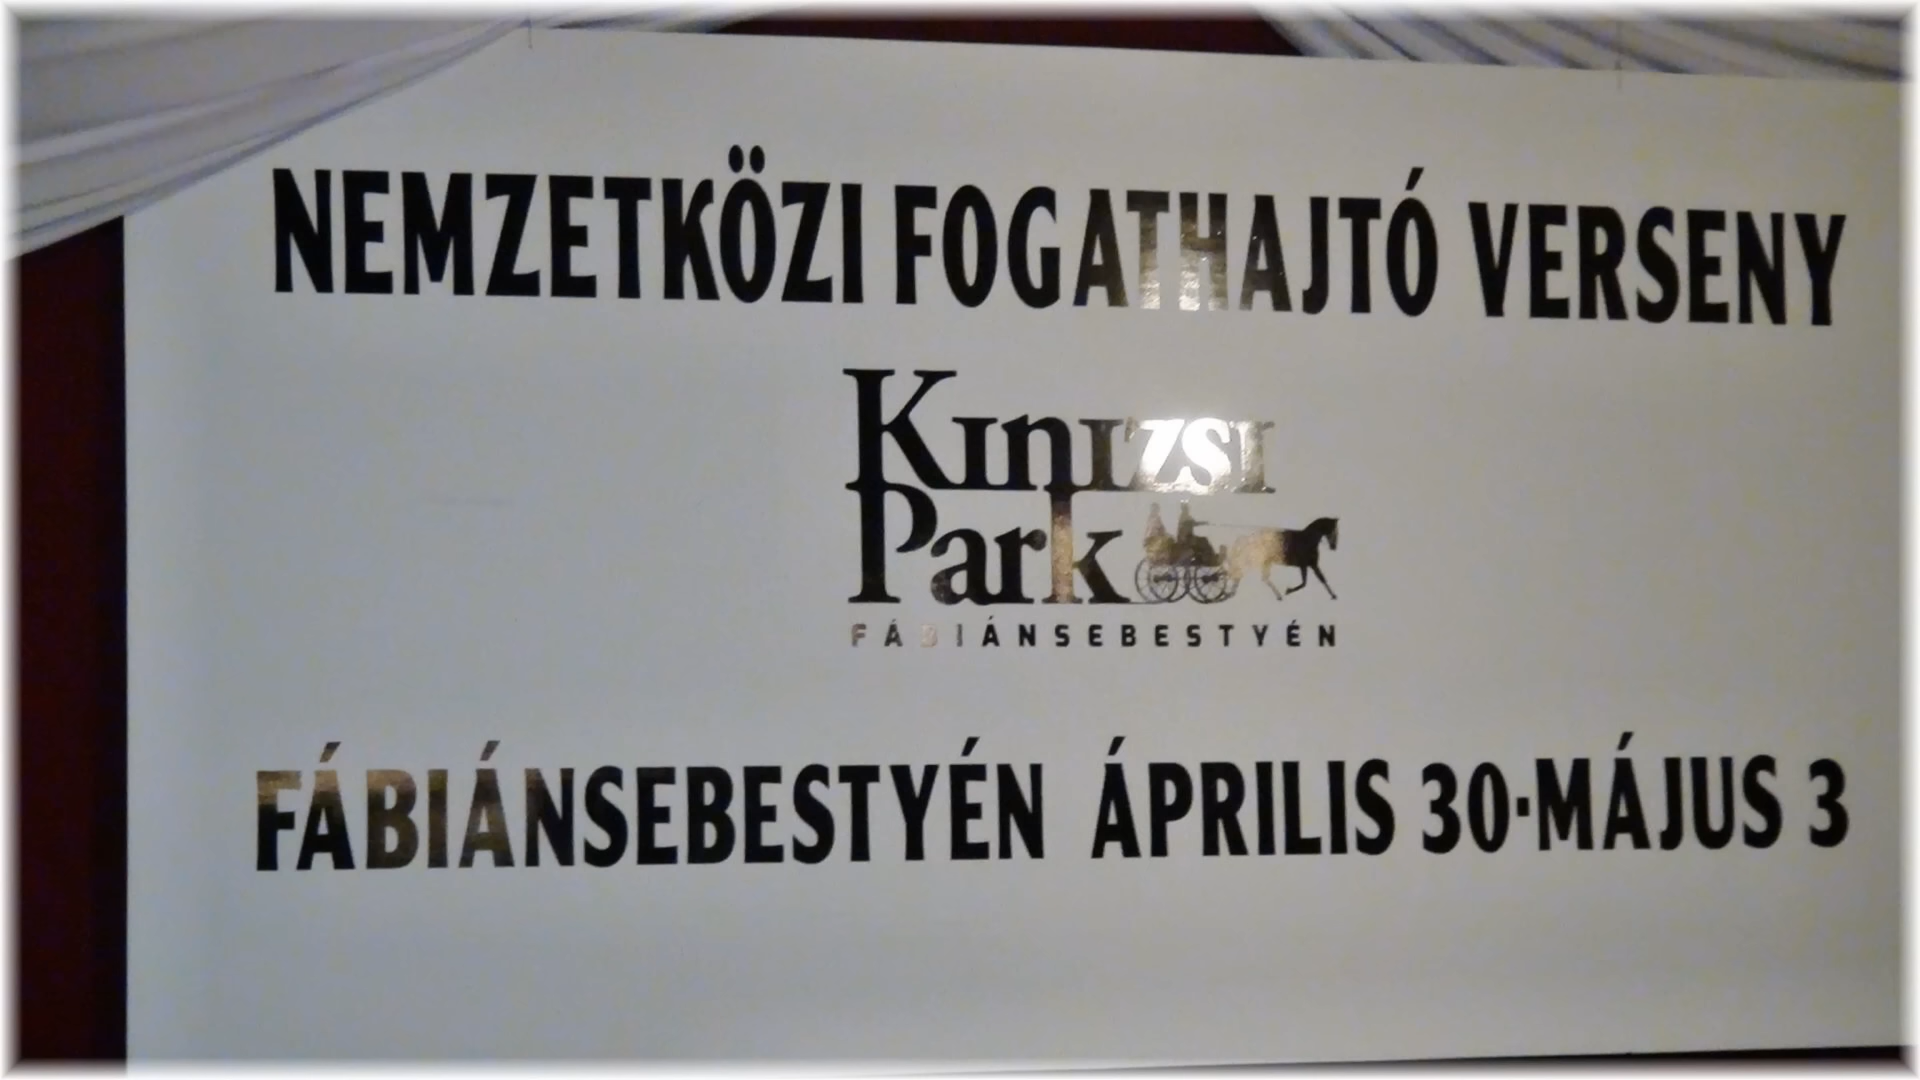 NEMZETKÖZI FOGATHAJTÓ VERSENY
Kinizsi
Park
FÁBIÁNSEBESTYÉN
FÁBIÁNSEBESTYÉN ÁPRILIS 30-MÁJUS 3